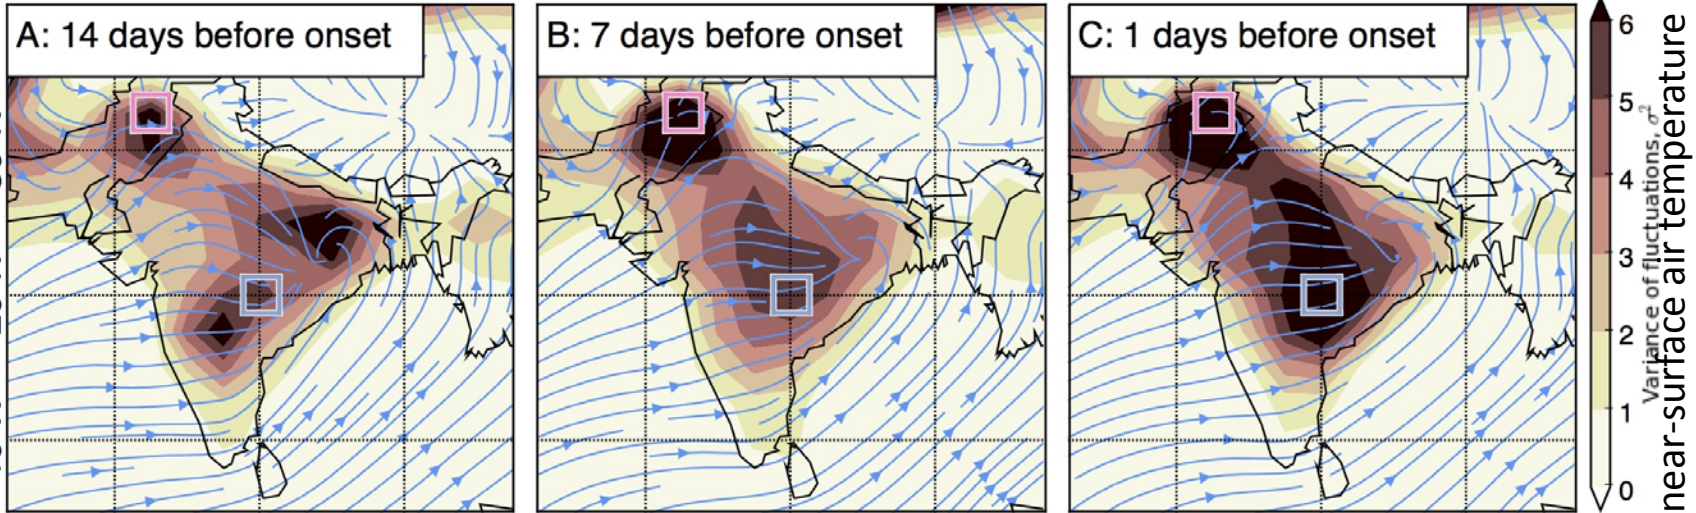 A: 14 days before onset
B: 7 days before onset
C: 1 days before onset
6
5
4
3
2
1
0
Variance of fluctuations, σ²
near-surface air temperature